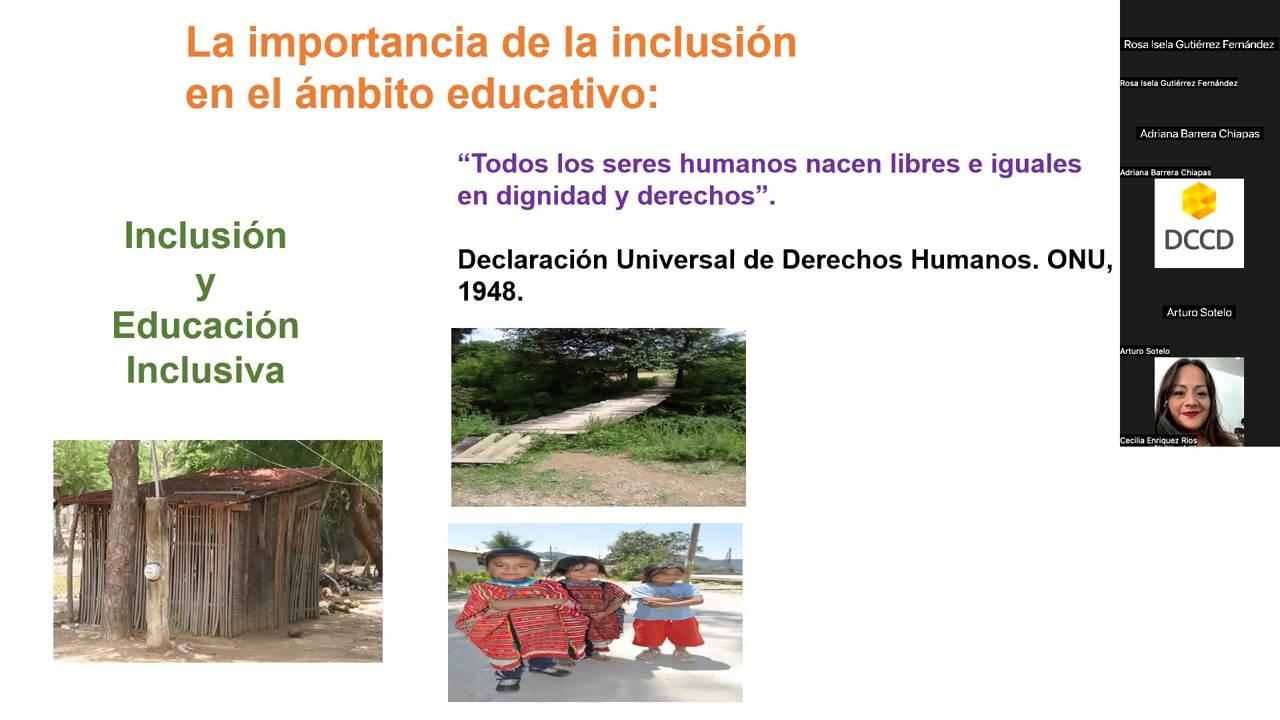 La importancia de la inclusión
en el ámbito educativo:
“Todos los seres humanos nacen libres e iguales
en dignidad y derechos”.
Declaración Universal de Derechos Humanos. ONU,
1948.
Inclusión
y
Educación
Inclusiva
Rosa Isela Gutiérrez Fernández
Rosa Isela Gutiérrez Fernández
Adriana Barrera Chiapas
Adriana Barrera Chiapas
DCCD
Arturo Sotelo
Arturo Sotelo
Cecilia Enriquez Rios